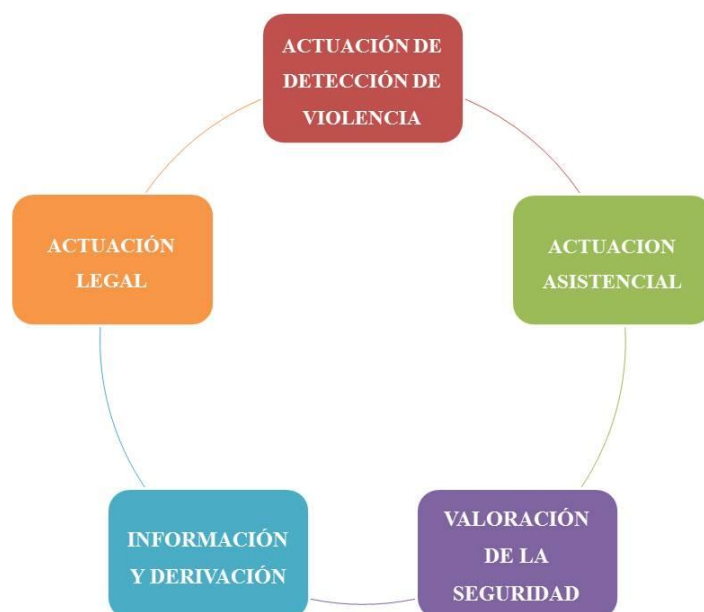 ACTUACIÓN DE
DETECCIÓN DE
VIOLENCIA
ACTUACION
ASISTENCIAL
VALORACIÓN
DE LA
SEGURIDAD
INFORMACIÓN
Y DERIVACIÓN
ACTUACIÓN
LEGAL